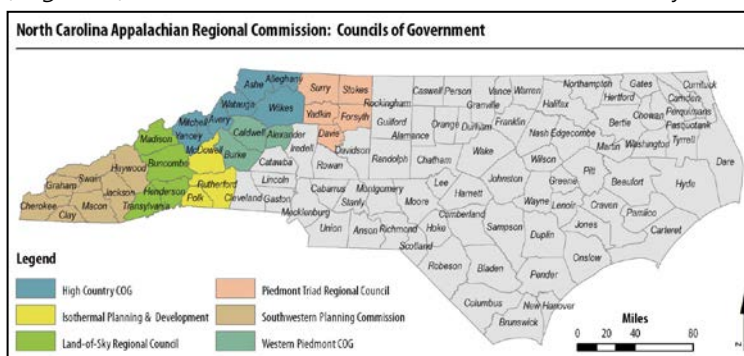 North Carolina Appalachian Regional Commission: Councils of Government
Ashe Alleghany Surry Stokes Rockingham Caswell Person Vance Warren Northampton Gates Currituck
Camden
Watauga Wilkes Granville Halifax Hertford Perquimans
Mitchell Avery Yadkin Forsyth Guilford Orange Durham Franklin Bertie Chowan Pasquotank
Madison Yancey Caldwell Alexander Iredell Davie Davidson Alamance Nash Edgecombe Martin Washington Tyrrell
McDowell Burke Catawba Rowan Randolph Chatham Wake Wilson Pitt Dare
Swain Haywood Buncombe Lincoln Lee Johnston Greene Beaufort Hyde
Graham Jackson Henderson Rutherford Cleveland Gaston Cabarrus Montgomery Moore Harnett Wayne Lenoir Craven Pamlico
Cherokee Macon Transylvania Polk Mecklenburg Stanly Cumberland
Clay Union Anson Richmond Hoke Sampson Duplin Jones Carteret
Scotland
Onslow
Robeson Bladen Pender
Columbus New Hanover
Brunswick
Legend
High Country COG
Isothermal Planning & Development
Land-of-Sky Regional Council
Piedmont Triad Regional Council
Southwestern Planning Commission
Western Piedmont COG
Miles
0 20 40 80
N